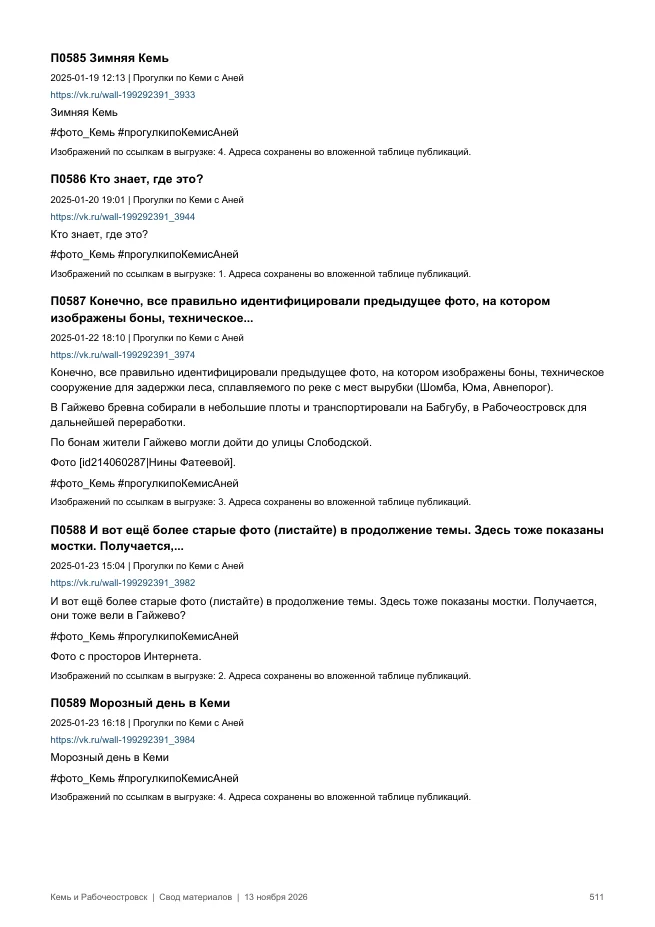 П0585 Зимняя Кемь
2025-01-19 12:13 | Прогулки по Кеми с Аней
https://vk.ru/wall-199292391_3933
Зимняя Кемь
#фото_Кемь #прогулкипоКемисАней
Изображений по ссылкам в выгрузке: 4. Адреса сохранены во вложенной таблице публикаций.
П0586 Кто знает, где это?
2025-01-20 19:01 | Прогулки по Кеми с Аней
https://vk.ru/wall-199292391_3944
Кто знает, где это?
#фото_Кемь #прогулкипоКемисАней
Изображений по ссылкам в выгрузке: 1. Адреса сохранены во вложенной таблице публикаций.
П0587 Конечно, все правильно идентифицировали предыдущее фото, на котором
изображены боны, техническое...
2025-01-22 18:10 | Прогулки по Кеми с Аней
https://vk.ru/wall-199292391_3974
Конечно, все правильно идентифицировали предыдущее фото, на котором изображены боны, техническое
сооружение для задержки леса, сплавляемого по реке с мест вырубки (Шомба, Юма, Авнепорог).
В Гайжево бревна собирали в небольшие плоты и транспортировали на Бабгубу, в Рабочеостровск для
дальнейшей переработки.
По бонам жители Гайжево могли дойти до улицы Слободской.
Фото [id214060287|Нины Фатеевой].
#фото_Кемь #прогулкипоКемисАней
Изображений по ссылкам в выгрузке: 3. Адреса сохранены во вложенной таблице публикаций.
П0588 И вот ещё более старые фото (листайте) в продолжение темы. Здесь тоже показаны
мостки. Получается,...
2025-01-23 15:04 | Прогулки по Кеми с Аней
https://vk.ru/wall-199292391_3982
И вот ещё более старые фото (листайте) в продолжение темы. Здесь тоже показаны мостки. Получается,
они тоже вели в Гайжево?
#фото_Кемь #прогулкипоКемисАней
Фото с просторов Интернета.
Изображений по ссылкам в выгрузке: 2. Адреса сохранены во вложенной таблице публикаций.
П0589 Морозный день в Кеми
2025-01-23 16:18 | Прогулки по Кеми с Аней
https://vk.ru/wall-199292391_3984
Морозный день в Кеми
#фото_Кемь #прогулкипоКемисАней
Изображений по ссылкам в выгрузке: 4. Адреса сохранены во вложенной таблице публикаций.
Кемь и Рабочеостровск | Свод материалов | 13 ноября 2026
511